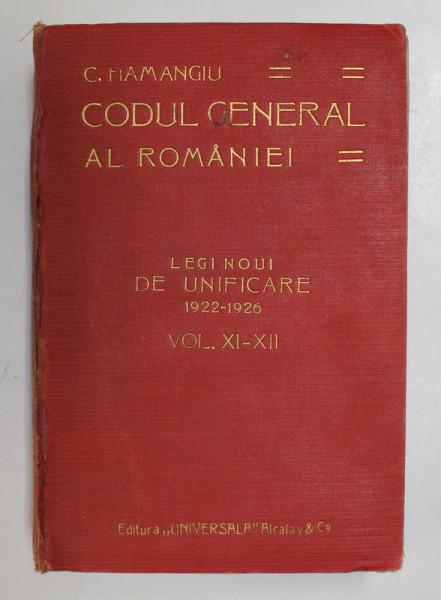 C. HAMANGIU
CODUL GENERAL
AL ROMÂNIEI
LEGI NOUI
DE UNIFICARE
1922-1926
VOL. XI-XII
Editura „UNIVERSALA" Alcalay & Co